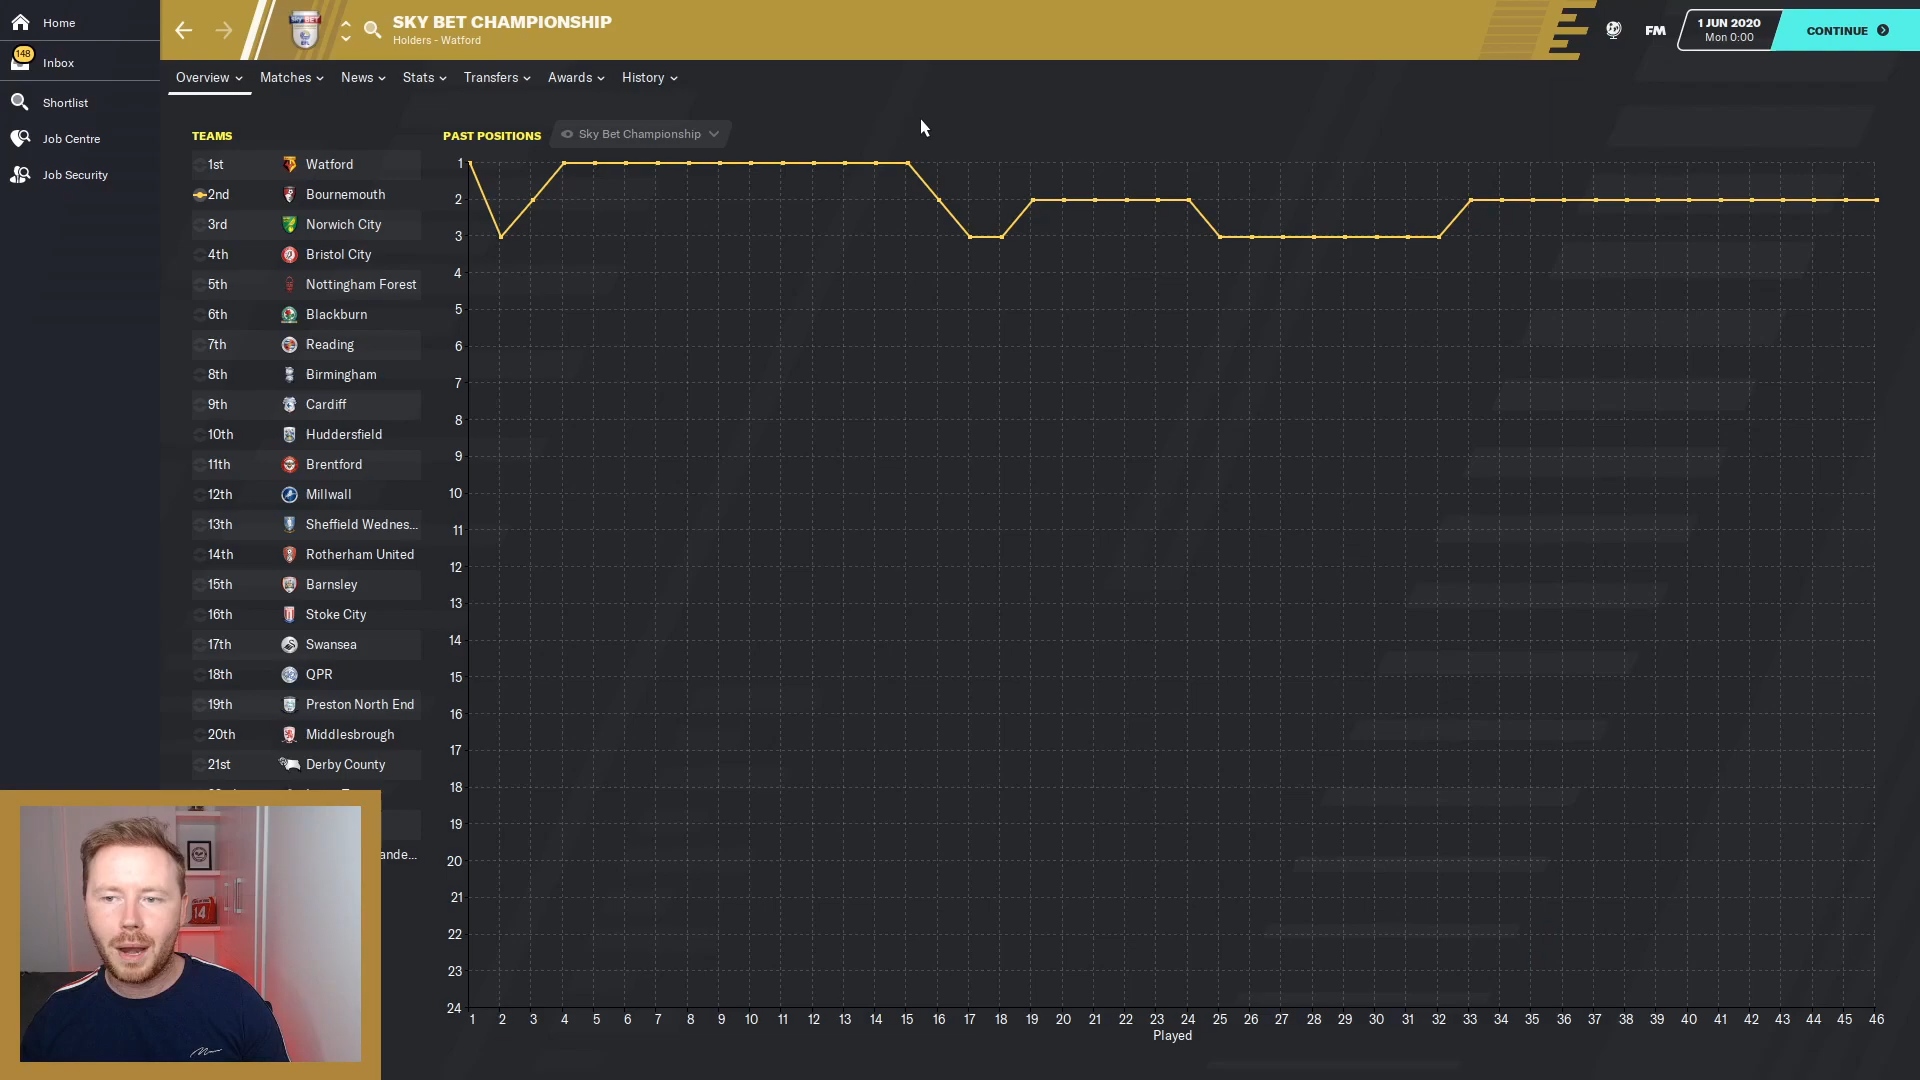 Home
148
Inbox
Shortlist
Job Centre
Job Security
SKY BET CHAMPIONSHIP
Holders - Watford
FM
1 JUN 2020
Mon 0:00
CONTINUE
Overview
Matches
News
Stats
Transfers
Awards
History
TEAMS
1st Watford
2nd Bournemouth
3rd Norwich City
4th Bristol City
5th Nottingham Forest
6th Blackburn
7th Reading
8th Birmingham
9th Cardiff
10th Huddersfield
11th Brentford
12th Millwall
13th Sheffield Wednes...
14th Rotherham United
15th Barnsley
16th Stoke City
17th Swansea
18th QPR
19th Preston North End
20th Middlesbrough
21st Derby County
ande...
14
PAST POSITIONS
Sky Bet Championship
1
2
3
4
5
6
7
8
9
10
11
12
13
14
15
16
17
18
19
20
21
22
23
24
1 2 3 4 5 6 7 8 9 10 11 12 13 14 15 16 17 18 19 20 21 22 23 24 25 26 27 28 29 30 31 32 33 34 35 36 37 38 39 40 41 42 43 44 45 46
Played